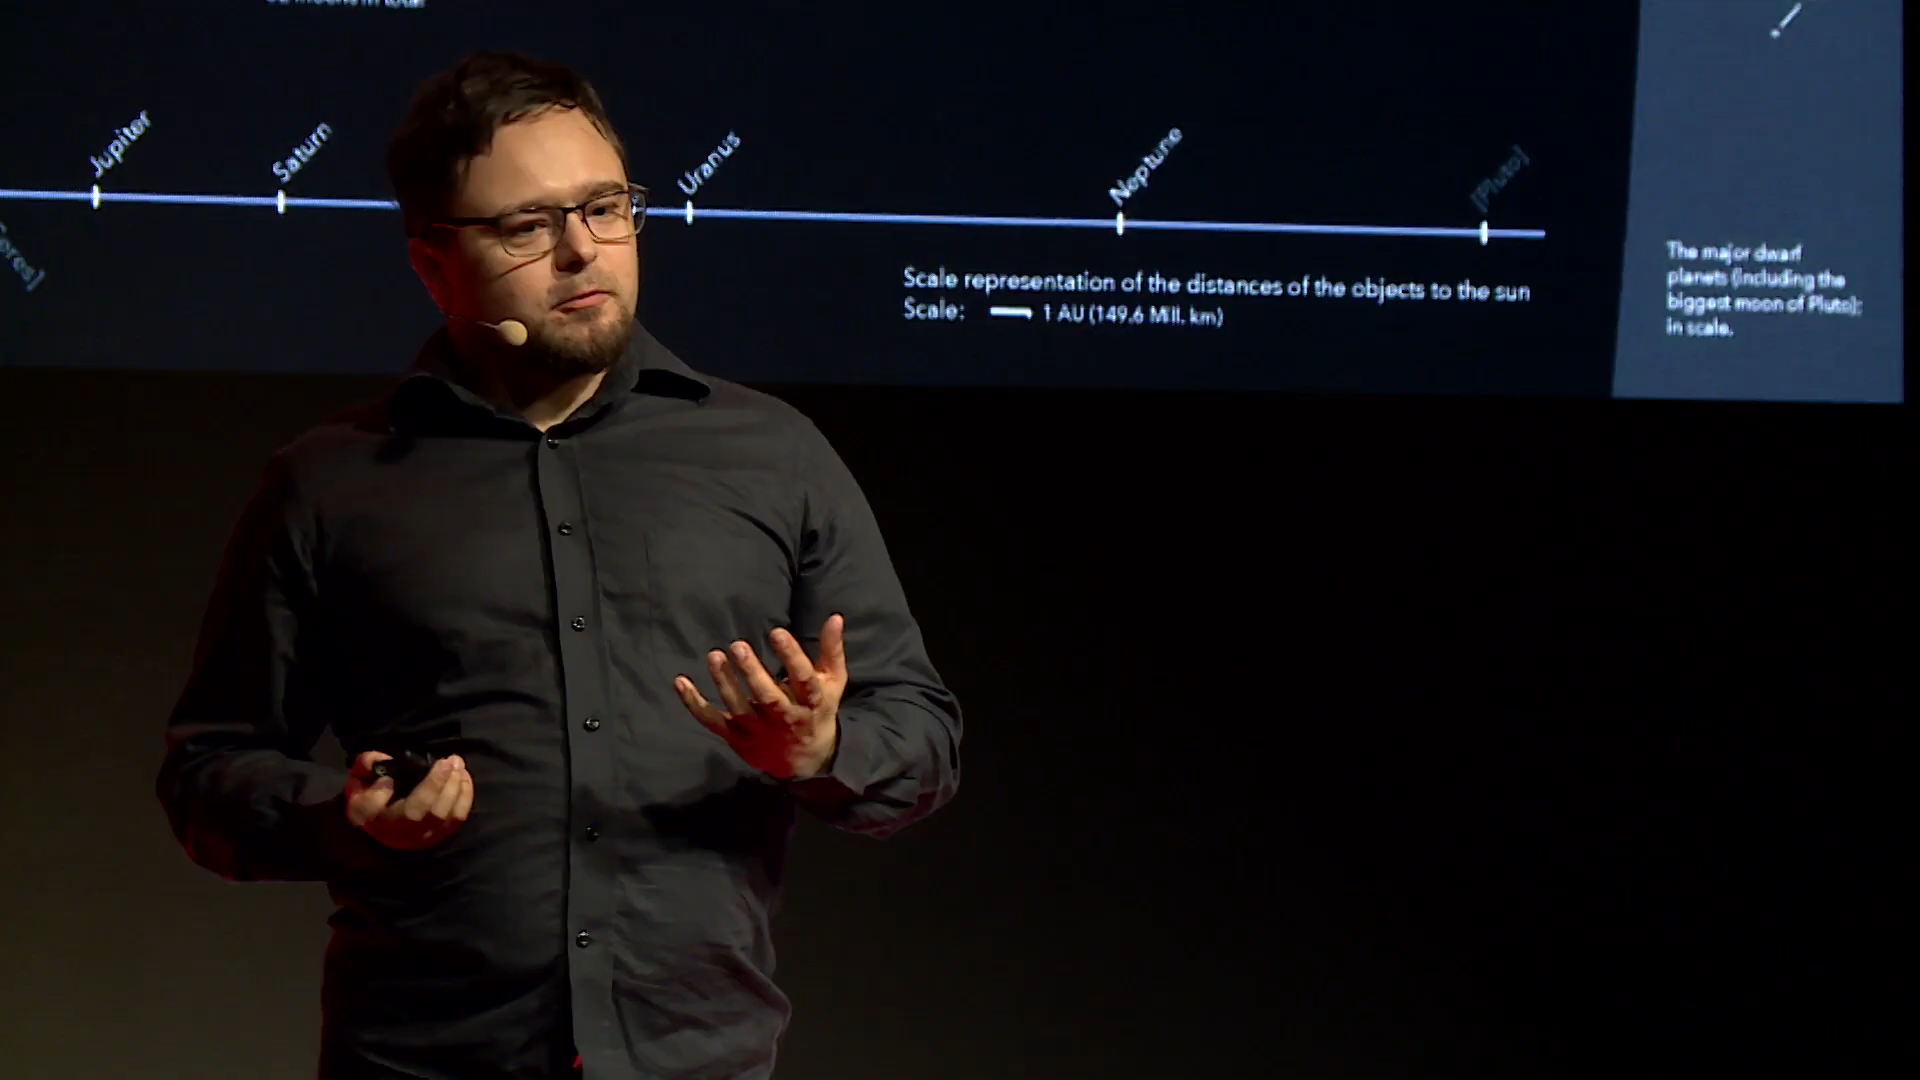 Jupiter
Saturn
Uranus
Neptune
[Pluto]
Ceres]
Scale representation of the distances of the objects to the sun
Scale: 1 AU (149.6 Mill. km)
The major dwarf
planets (including the
biggest moon of Pluto);
in scale.